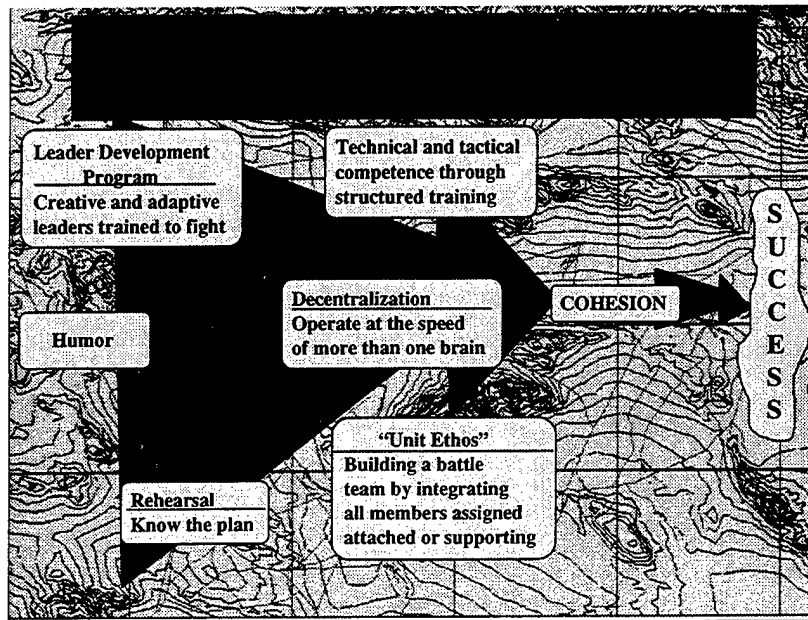 Leader Development
Program
Creative and adaptive
leaders trained to fight
Technical and tactical
competence through
structured training
Humor
Decentralization
Operate at the speed
of more than one brain
COHESION
SUCCESS
Rehearsal
Know the plan
"Unit Ethos"
Building a battle
team by integrating
all members assigned
attached or supporting